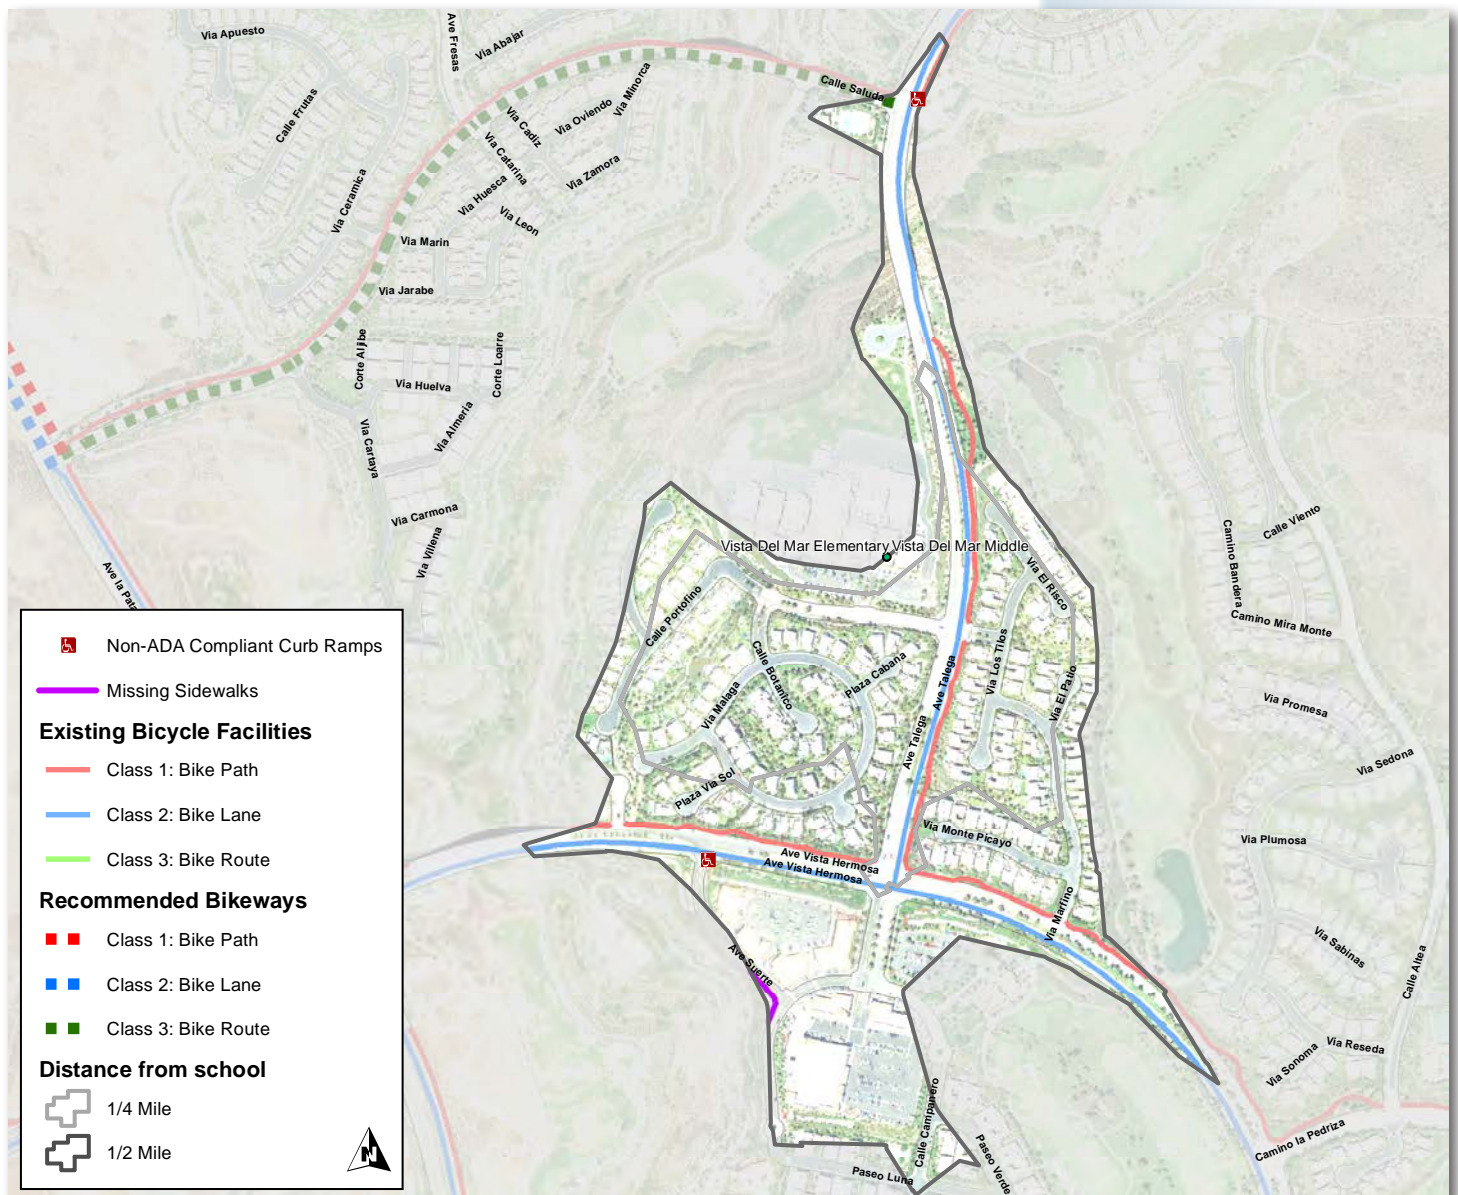 Via Apuesto
Ave Fresas
Via Abajar
Calle Frutas
Via Minorca
Calle Saluda
Via Cadiz
Via Oviendo
Via Catarina
Via Zamora
Via Ceramica
Via Huesca
Via Leon
Via Marin
Via Jarabe
Corte Aljibe
Corte Loarre
Via Huelva
Via Almeria
Via Cartaya
Via Carmona
Via Villena
Ave la Pata
Vista Del Mar Elementary
Vista Del Mar Middle
Calle Viento
Camino Bandera
Camino Mira Monte
Via El Risco
Calle Portofino
Calle Botanico
Plaza Cabana
Via Los Tilos
Ave Talega
Ave Talega
Via El Patio
Via Malaga
Via Promesa
Via Sedona
Plaza Via Sol
Via Monte Picayo
Via Plumosa
Ave Vista Hermosa
Ave Vista Hermosa
Via Marfino
Via Sabinas
Calle Altea
Ave Suerte
Via Reseda
Via Sonoma
Calle Campanero
Camino la Pedriza
Paseo Luna
Paseo Verde
Non-ADA Compliant Curb Ramps
Missing Sidewalks
Existing Bicycle Facilities
Class 1: Bike Path
Class 2: Bike Lane
Class 3: Bike Route
Recommended Bikeways
Class 1: Bike Path
Class 2: Bike Lane
Class 3: Bike Route
Distance from school
1/4 Mile
1/2 Mile
N